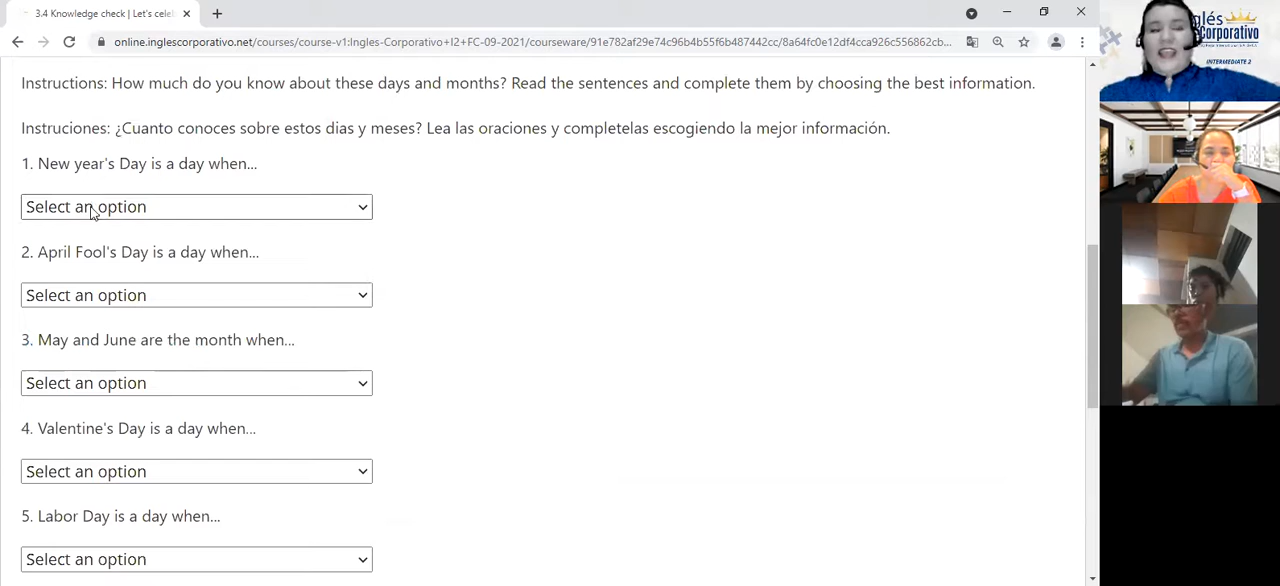 3.4 Knowledge check | Let's cele
online.inglescorporativo.net/courses/course-v1:Ingles-Corporativo+I2+FC-09-2021/courseware/91e782af29e74c96b4b55f6b487442cc/8a64fc0e12df4cca926c556862cb...
Instructions: How much do you know about these days and months? Read the sentences and complete them by choosing the best information.
Instruciones: ¿Cuanto conoces sobre estos dias y meses? Lea las oraciones y completelas escogiendo la mejor información.
1. New year's Day is a day when...
Select an option
2. April Fool's Day is a day when...
Select an option
3. May and June are the month when...
Select an option
4. Valentine's Day is a day when...
Select an option
5. Labor Day is a day when...
Select an option
glés
Corporativo
INTERMEDIATE 2